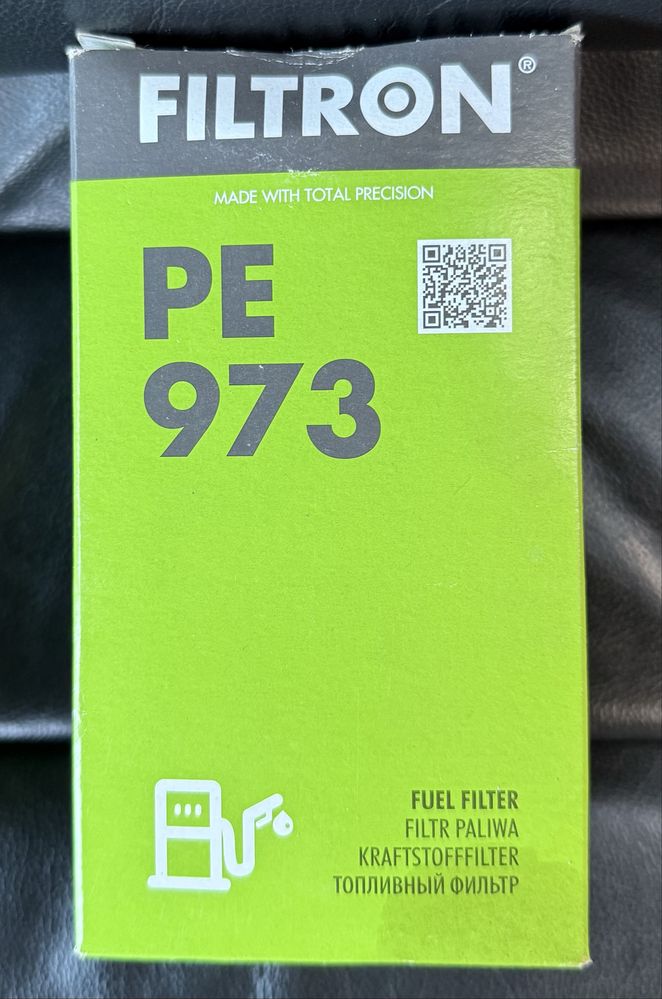 FILTRON®
MADE WITH TOTAL PRECISION
PE
973
FUEL FILTER
FILTR PALIWA
KRAFTSTOFFFILTER
ТОПЛИВНЫЙ ФИЛЬТР